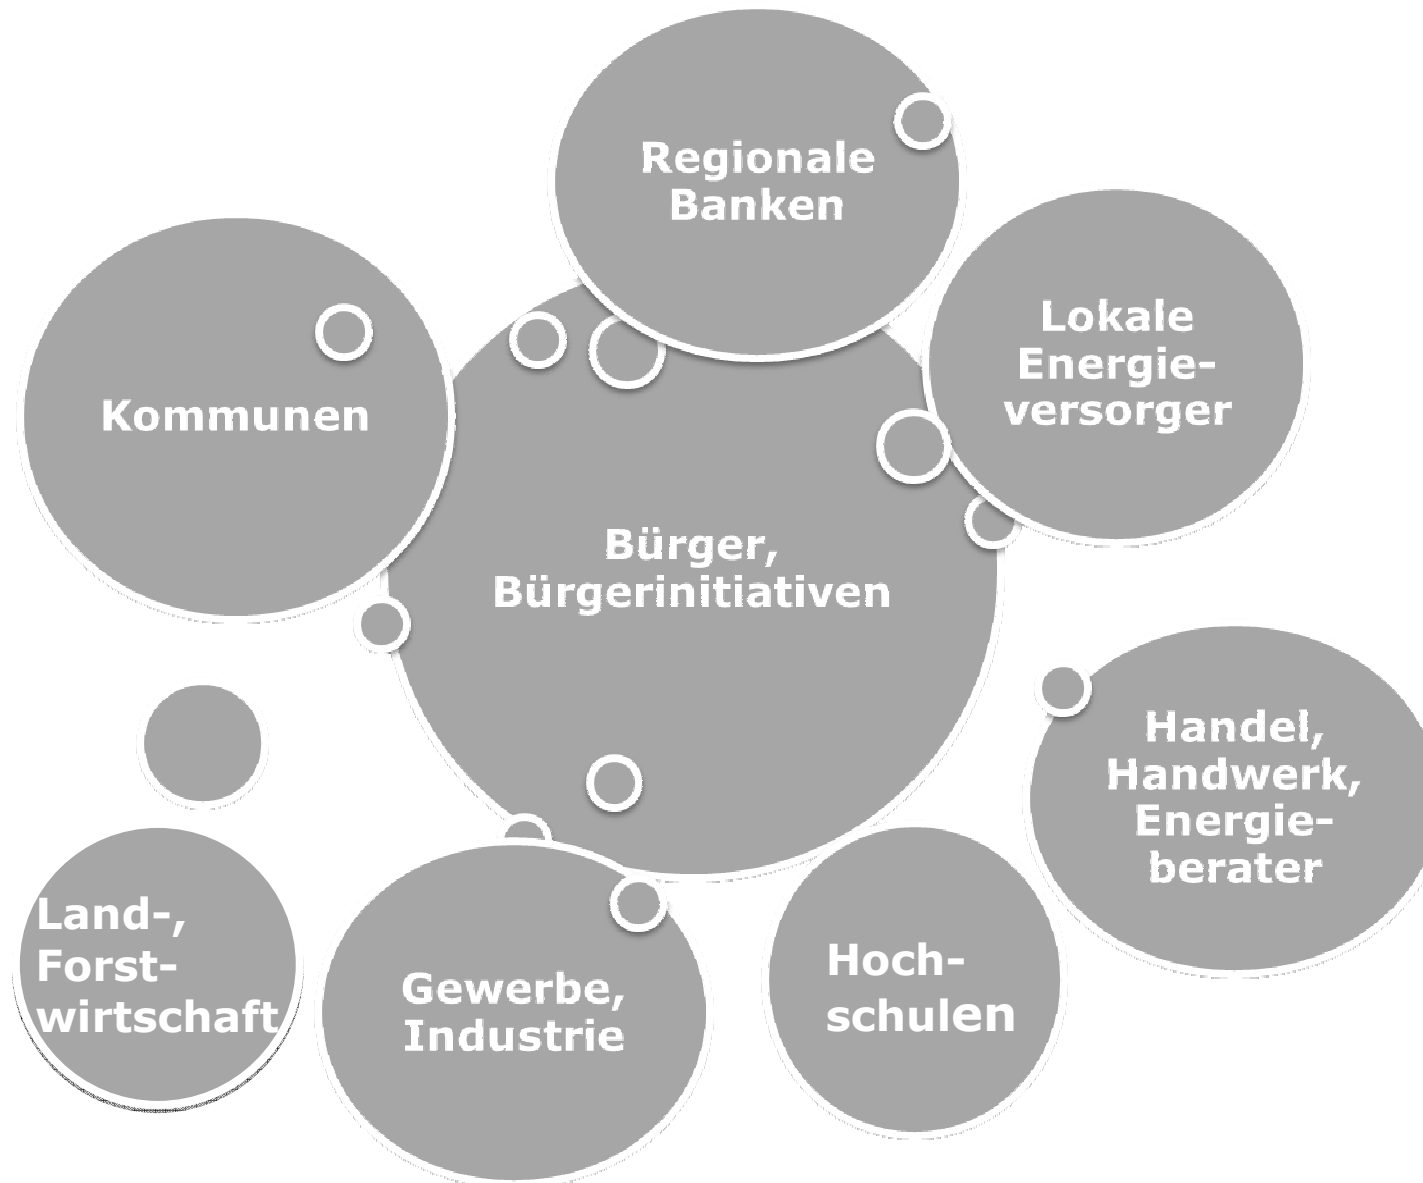 Regionale
Banken
Lokale
Energie-
versorger
Kommunen
Bürger,
Bürgerinitiativen
Handel,
Handwerk,
Energie-
berater
Land-,
Forst-
wirtschaft
Gewerbe,
Industrie
Hoch-
schulen